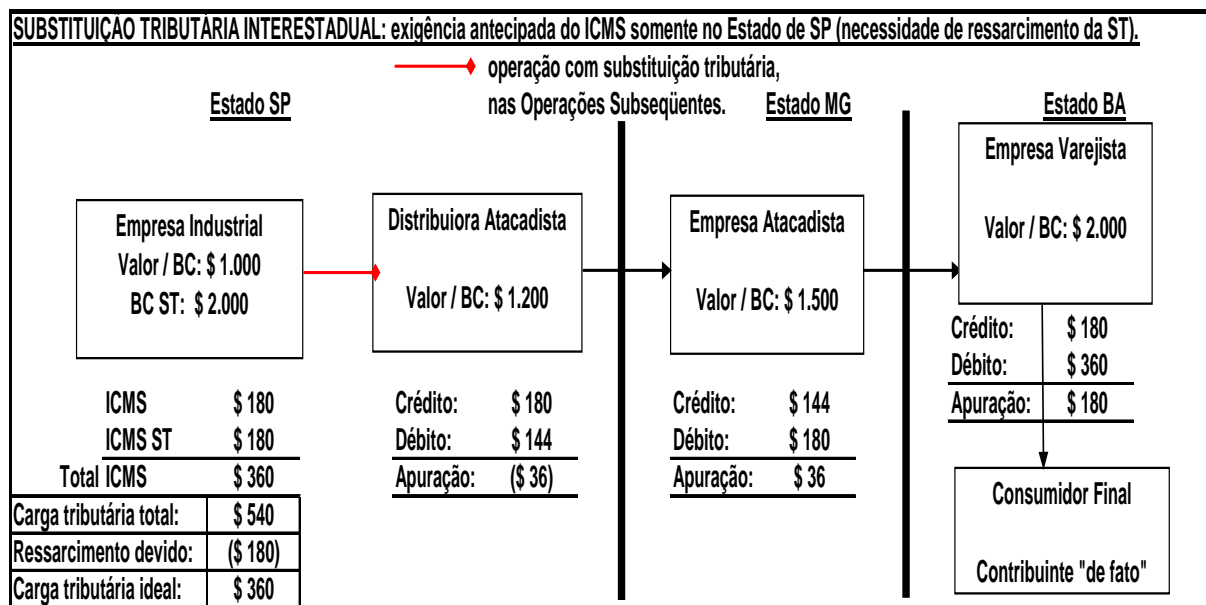 SUBSTITUIÇÃO TRIBUTÁRIA INTERESTADUAL: exigência antecipada do ICMS somente no Estado de SP (necessidade de ressarcimento da ST).
operação com substituição tributária,
nas Operações Subseqüentes.
Estado SP
Estado MG
Estado BA
Empresa Industrial
Valor / BC: $ 1.000
BC ST: $ 2.000
Distribuiora Atacadista
Valor / BC: $ 1.200
Empresa Atacadista
Valor / BC: $ 1.500
Empresa Varejista
Valor / BC: $ 2.000
ICMS $ 180
ICMS ST $ 180
Total ICMS $ 360
Carga tributária total: $ 540
Ressarcimento devido: ($ 180)
Carga tributária ideal: $ 360
Crédito: $ 180
Débito: $ 144
Apuração: ($ 36)
Crédito: $ 144
Débito: $ 180
Apuração: $ 36
Crédito: $ 180
Débito: $ 360
Apuração: $ 180
Consumidor Final
Contribuinte "de fato"